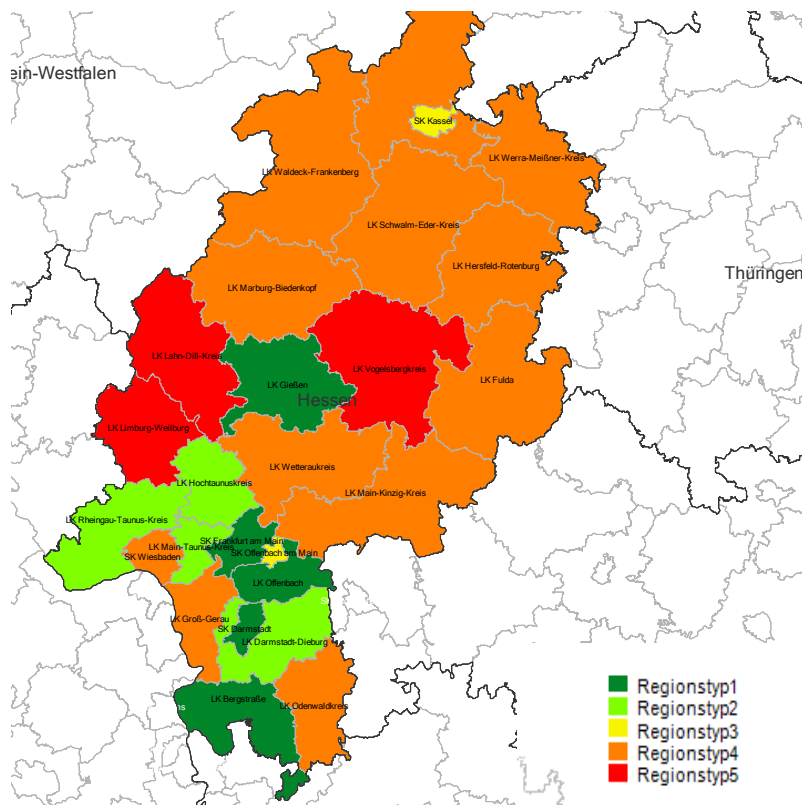 ein-Westfalen
SK Kassel
LK Werra-Meißner-Kreis
LK Waldeck-Frankenberg
LK Schwalm-Eder-Kreis
LK Hersfeld-Rotenburg
Thüringen
LK Marburg-Biedenkopf
LK Lahn-Dill-Kreis
LK Vogelsbergkreis
LK Fulda
LK Gießen
Hessen
LK Limburg-Weilburg
LK Wetteraukreis
LK Hochtaunuskreis
LK Main-Kinzig-Kreis
LK Rheingau-Taunus-Kreis
SK Frankfurt am Main
LK Main-Taunus-Kreis
SK Offenbach am Main
SK Wiesbaden
LK Offenbach
LK Groß-Gerau
SK Darmstadt
LK Darmstadt-Dieburg
LK Bergstraße
LK Odenwaldkreis
Regionstyp1
Regionstyp2
Regionstyp3
Regionstyp4
Regionstyp5